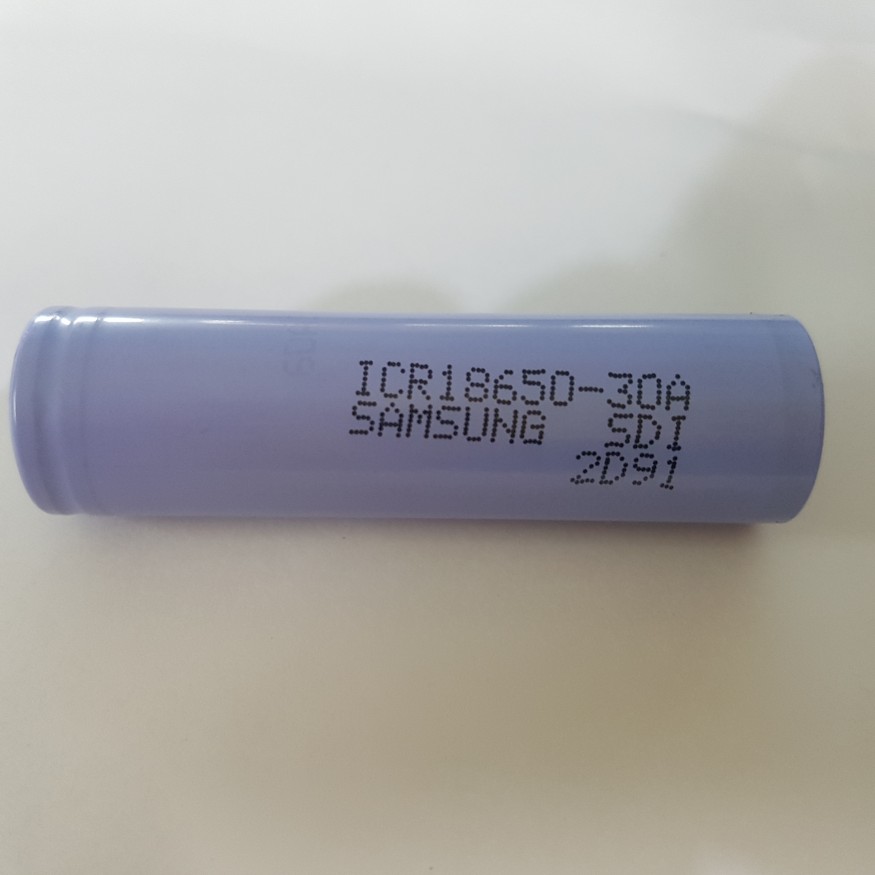 ICR18650-30A
SAMSUNG SDI
2D91